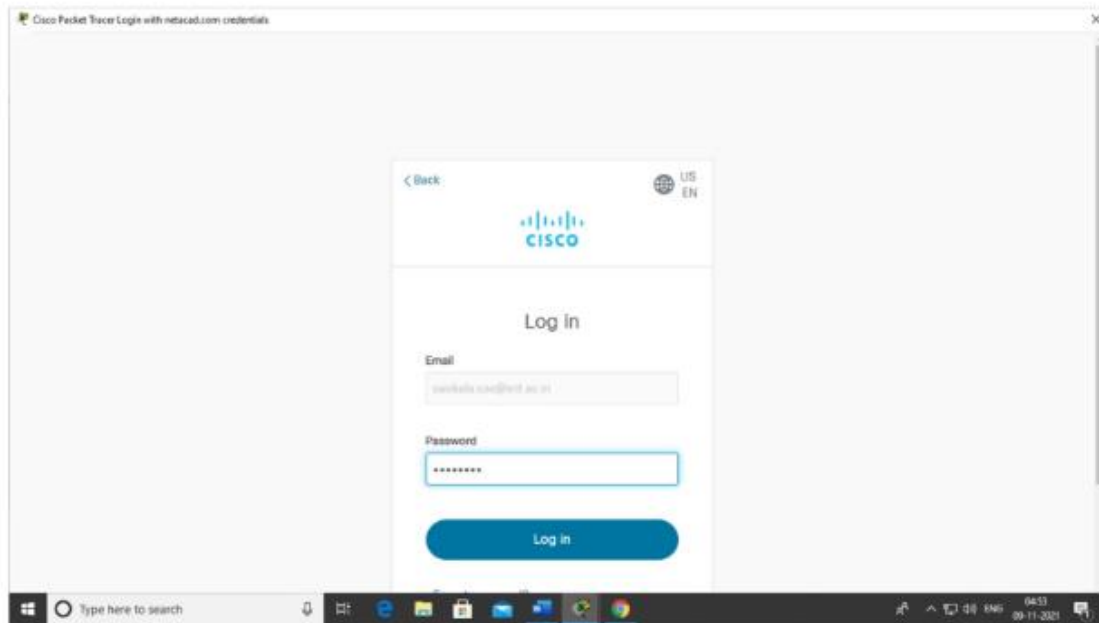 Cisco Packet Tracer Login with netacad.com credentials
Back
US
EN
CISCO
Log in
Email
Password
Log in
Type here to search
ENG
04:53
09-11-2021